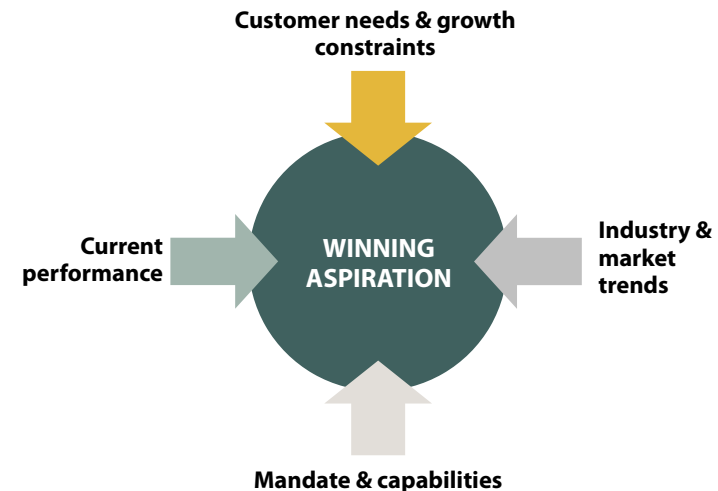 Customer needs & growth
constraints
Current
performance
WINNING
ASPIRATION
Industry &
market
trends
Mandate & capabilities